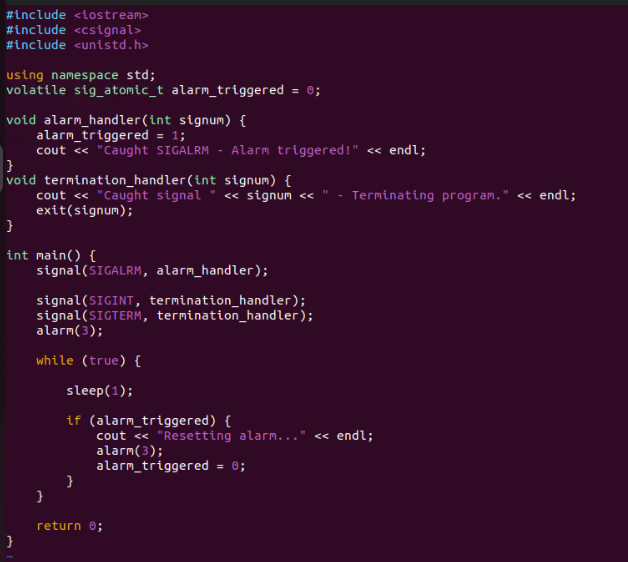 #include <iostream>
#include <csignal>
#include <unistd.h>

using namespace std;
volatile sig_atomic_t alarm_triggered = 0;

void alarm_handler(int signum) {
    alarm_triggered = 1;
    cout << "Caught SIGALRM - Alarm triggered!" << endl;
}
void termination_handler(int signum) {
    cout << "Caught signal " << signum << " - Terminating program." << endl;
    exit(signum);
}

int main() {
    signal(SIGALRM, alarm_handler);

    signal(SIGINT, termination_handler);
    signal(SIGTERM, termination_handler);
    alarm(3);

    while (true) {

        sleep(1);

        if (alarm_triggered) {
            cout << "Resetting alarm..." << endl;
            alarm(3);
            alarm_triggered = 0;
        }
    }

    return 0;
}
~